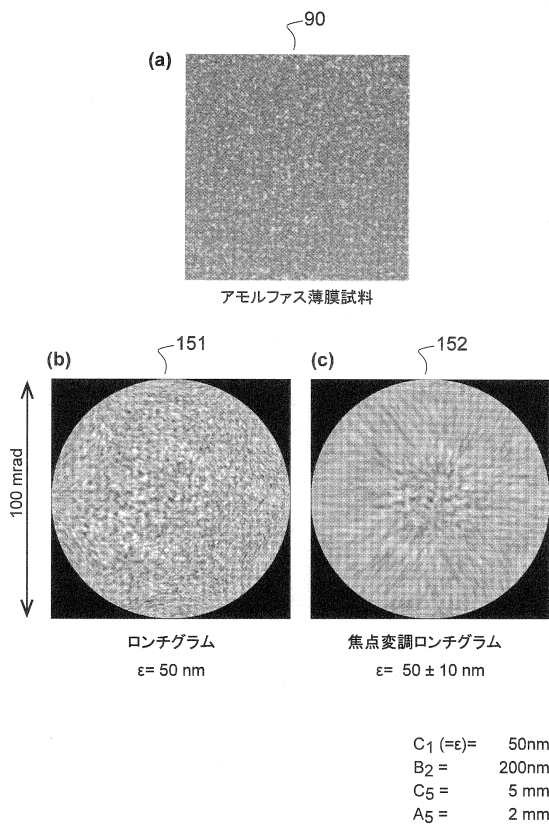 90
(a)
アモルファス薄膜試料
(b)
151
(c)
152
100 mrad
ロンチグラム
ε= 50 nm
焦点変調ロンチグラム
ε= 50 ± 10 nm
C1 (=ε)= 50nm
B2 = 200nm
C5 = 5 mm
A5 = 2 mm